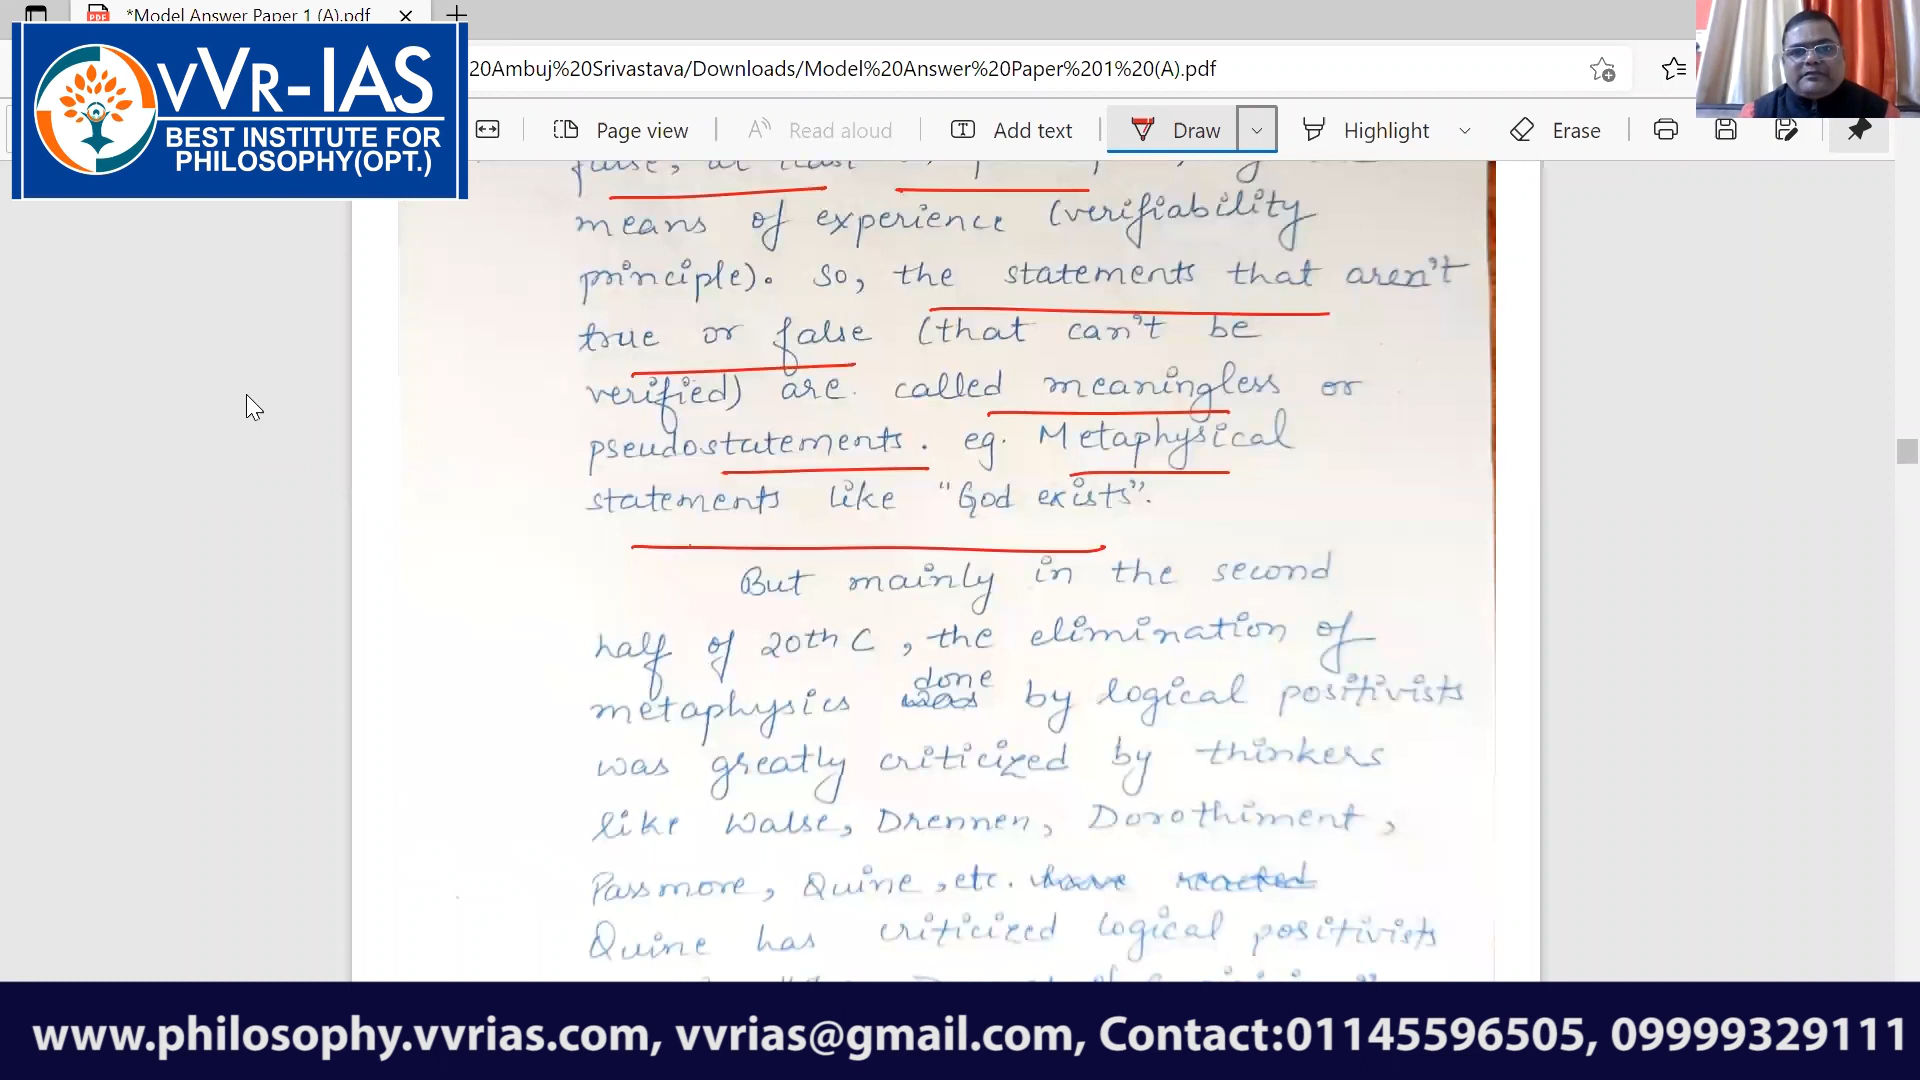 *Model Answer Paper 1 (A).pdf
20Ambuj%20Srivastava/Downloads/Model%20Answer%20Paper%201%20(A).pdf
vVR-IAS
BEST INSTITUTE FOR
PHILOSOPHY(OPT.)
Page view
Read aloud
Add text
Draw
Highlight
Erase
means of experience (verifiability
principle). So, the statements that aren't
true or false (that can't be
verified) are called meaningless or
pseudostatements. eg. Metaphysical
statements like "God exists".
But mainly in the second
half of 20th C, the elimination of
done
metaphysics was by logical positivists
was greatly criticized by thinkers
like Walse, Drennen, Dorothiment,
Passmore, Quine, etc. have reacted
Quine has criticized logical positivists
www.philosophy.vvrias.com, vvrias@gmail.com, Contact:01145596505, 09999329111